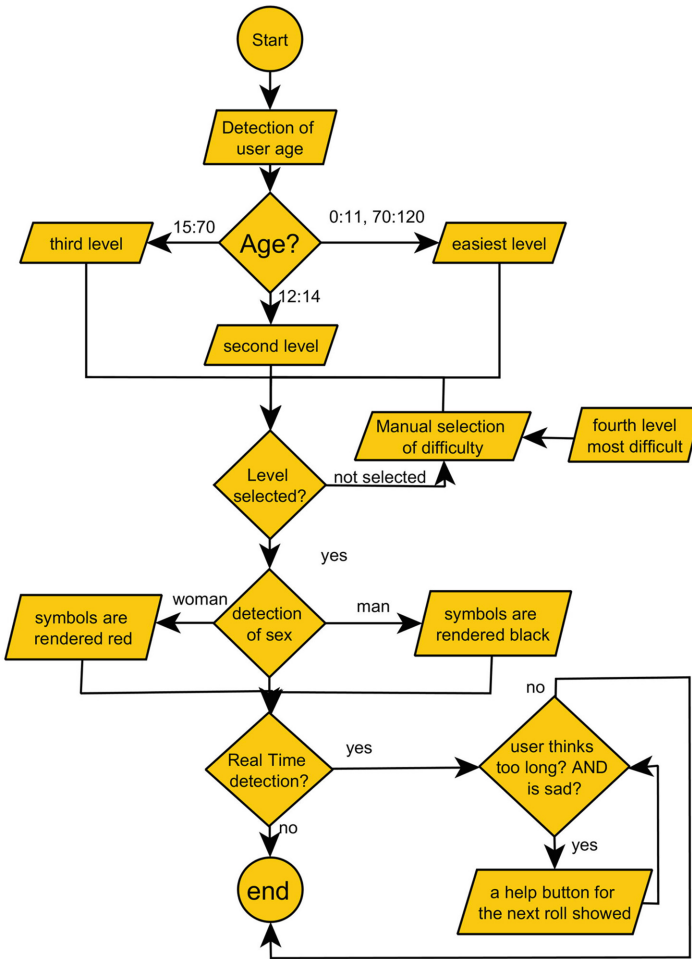 Start
Detection of
user age
15:70
0:11, 70:120
third level
Age?
easiest level
12:14
second level
Manual selection
of difficulty
fourth level
most difficult
Level
selected?
not selected
yes
woman
man
symbols are
rendered red
detection
of sex
symbols are
rendered black
no
Real Time
detection?
yes
user thinks
too long? AND
is sad?
no
yes
end
a help button for
the next roll showed